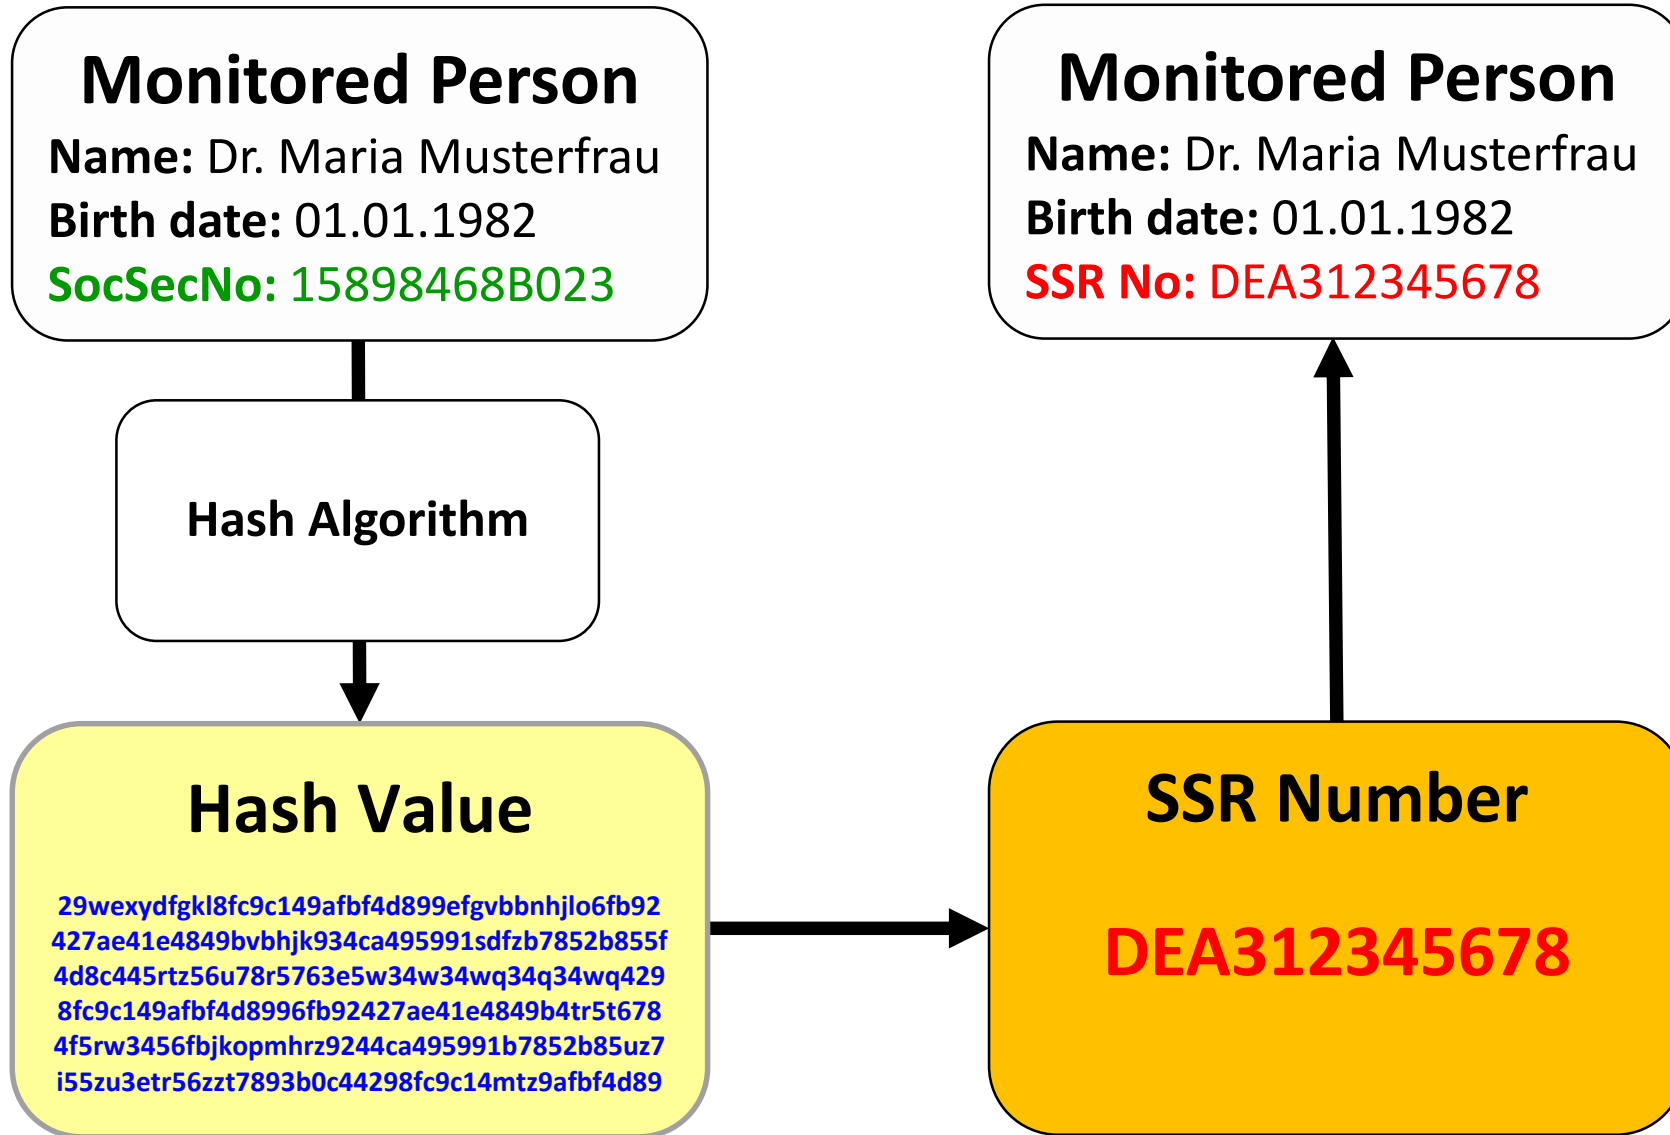 Monitored Person
Name: Dr. Maria Musterfrau
Birth date: 01.01.1982
SocSecNo: 15898468B023
Hash Algorithm
Hash Value
29wexydfgkl8fc9c149afbf4d899efgvbbnhjlo6fb92
427ae41e4849bvbhjk934ca495991sdfzb7852b855f
4d8c445rtz56u78r5763e5w34w34wq34q34wq429
8fc9c149afbf4d8996fb92427ae41e4849b4tr5t678
4f5rw3456fbjkopmhrz9244ca495991b7852b85uz7
i55zu3etr56zzt7893b0c44298fc9c14mtz9afbf4d89
SSR Number
DEA312345678
Monitored Person
Name: Dr. Maria Musterfrau
Birth date: 01.01.1982
SSR No: DEA312345678